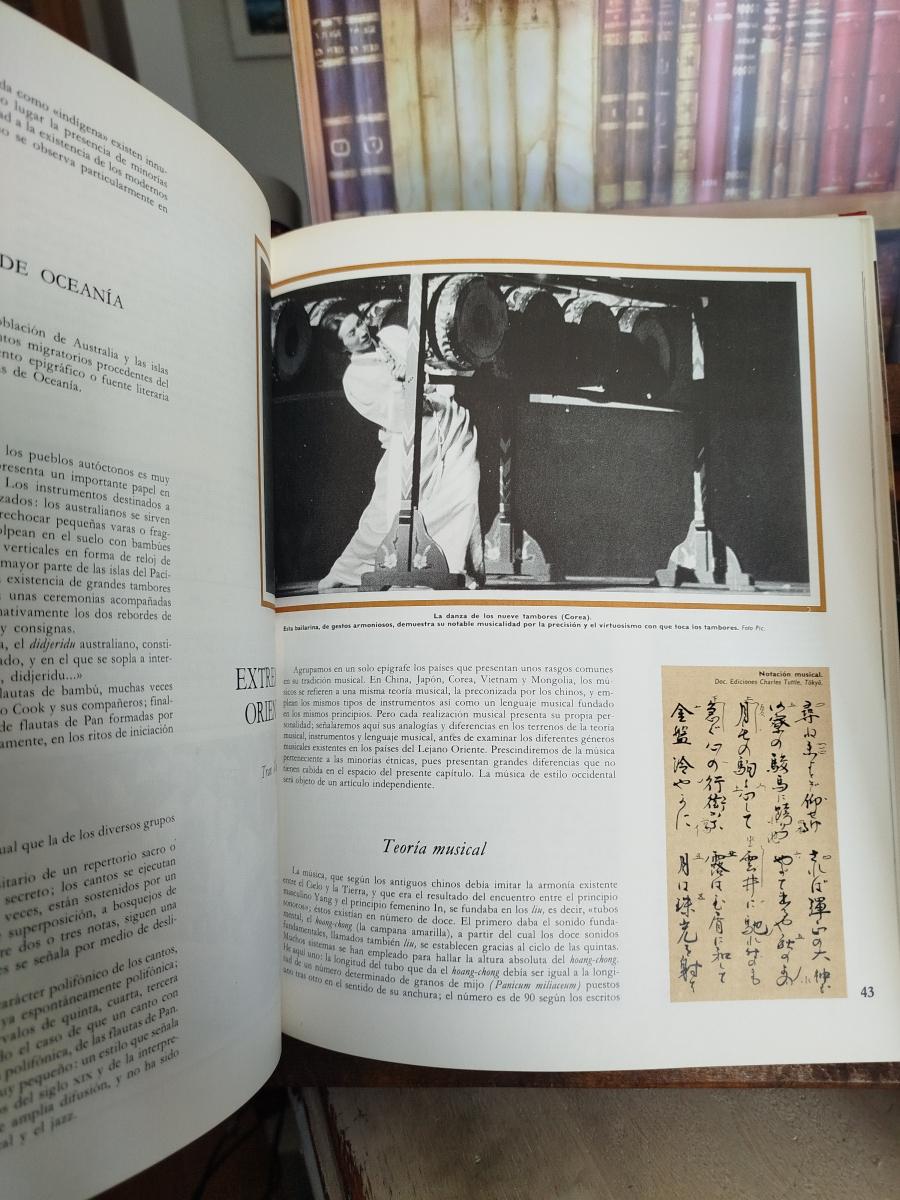 da como «indígena» existen innu-
o lugar la presencia de minorías
ad a la existencia de los modernos
no se observa particularmente en
DE OCEANÍA
oblación de Australia y las islas
ntos migratorios procedentes del
ento epigráfico o fuente literaria
as de Oceanía.
los pueblos autóctonos es muy
presenta un importante papel en
Los instrumentos destinados a
zados: los australianos se sirven
rechocar pequeñas varas o frag-
olpean en el suelo con bambúes
verticales en forma de reloj de
mayor parte de las islas del Pací-
existencia de grandes tambores
unas ceremonias acompañadas
nativamente los dos rebordes de
y consignas.
a, el didjeridu australiano, consti-
ado, y en el que se sopla a inter-
, didjeridu...»
lautas de bambú, muchas veces
o Cook y sus compañeros; final-
de flautas de Pan formadas por
amente, en los ritos de iniciación
ual que la de los diversos grupos
itario de un repertorio sacro o
secreto; los cantos se ejecutan
veces, están sostenidos por un
superposición, a bosquejos de
re dos o tres notas, siguen una
es se señala por medio de desli-
arácter polifónico de los cantos,
ya espontáneamente polifónica;
rvalos de quinta, cuarta, tercera
do el caso de que un canto con
polifónica, de las flautas de Pan.
uy pequeño: un estilo que señala
os del siglo XIX y de la interpre-
e amplia difusión, y no ha sido
cal y el jazz.
La danza de los nueve tambores (Corea).
Esta bailarina, de gestos armoniosos, demuestra su notable musicalidad por la precisión y el virtuosismo con que toca los tambores. Foto Pic.
EXTRE
ORIEN
Tran
Agrupamos en un solo epígrafe los países que presentan unos rasgos comunes
en su tradición musical. En China, Japón, Corea, Vietnam y Mongolia, los mú-
sicos se refieren a una misma teoría musical, la preconizada por los chinos, y em-
plean los mismos tipos de instrumentos así como un lenguaje musical fundado
en los mismos principios. Pero cada realización musical presenta su propia per-
sonalidad; señalaremos aquí sus analogías y diferencias en los terrenos de la teoría
musical, instrumentos y lenguaje musical, antes de examinar los diferentes géneros
musicales existentes en los países del Lejano Oriente. Prescindiremos de la música
perteneciente a las minorías étnicas, pues presentan grandes diferencias que no
tienen cabida en el espacio del presente capítulo. La música de estilo occidental
será objeto de un artículo independiente.
Teoría musical
La música, que según los antiguos chinos debía imitar la armonía existente
entre el Cielo y la Tierra, y que era el resultado del encuentro entre el principio
masculino Yang y el principio femenino In, se fundaba en los liu, es decir, «tubos
sonoros»; éstos existían en número de doce. El primero daba el sonido funda-
mental, el hoang-chong (la campana amarilla), a partir del cual los doce sonidos
fundamentales, llamados también liu, se establecen gracias al ciclo de las quintas.
Muchos sistemas se han empleado para hallar la altura absoluta del hoang-chong.
He aquí uno: la longitud del tubo que da el hoang-chong debía ser igual a la longi-
tud de un número determinado de granos de mijo (Panicum miliaceum) puestos
uno tras otro en el sentido de su anchura; el número es de 90 según los escritos
Notación musical.
Doc. Ediciones Charles Tuttle, Tōkyō.
金盤冷やかに
月は珠光を射
43